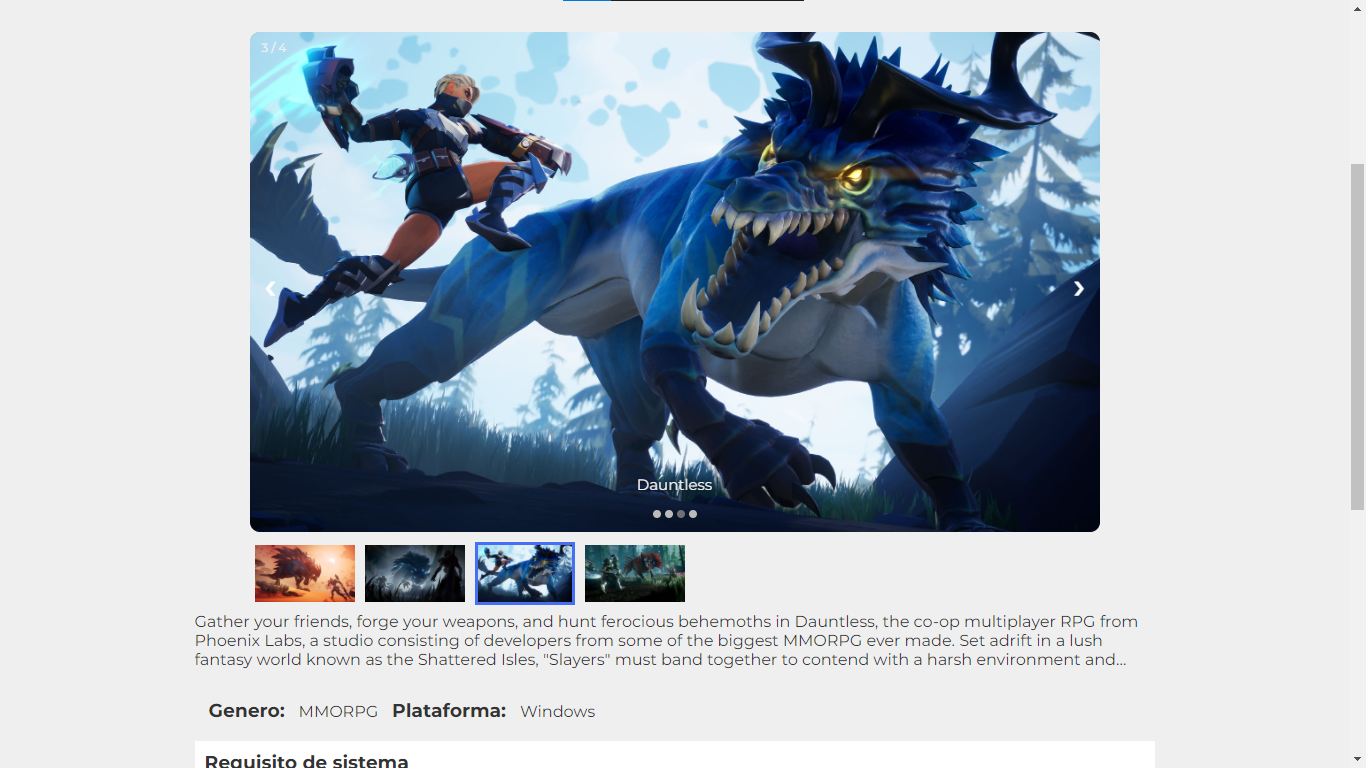 3 / 4
Dauntless
Gather your friends, forge your weapons, and hunt ferocious behemoths in Dauntless, the co-op multiplayer RPG from
Phoenix Labs, a studio consisting of developers from some of the biggest MMORPG ever made. Set adrift in a lush
fantasy world known as the Shattered Isles, "Slayers" must band together to contend with a harsh environment and...
Genero: MMORPG Plataforma: Windows
Requisito de sistema